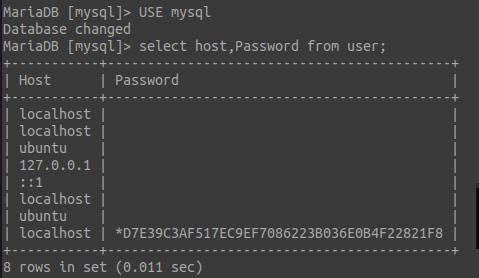 MariaDB [mysql]> USE mysql
Database changed
MariaDB [mysql]> select host,Password from user;
+-----------+-------------------------------------------+
| Host      | Password                                  |
+-----------+-------------------------------------------+
| localhost |                                           |
| localhost |                                           |
| ubuntu    |                                           |
| 127.0.0.1 |                                           |
| ::1       |                                           |
| localhost |                                           |
| ubuntu    |                                           |
| localhost | *D7E39C3AF517EC9EF7086223B036E0B4F22821F8 |
+-----------+-------------------------------------------+
8 rows in set (0.011 sec)